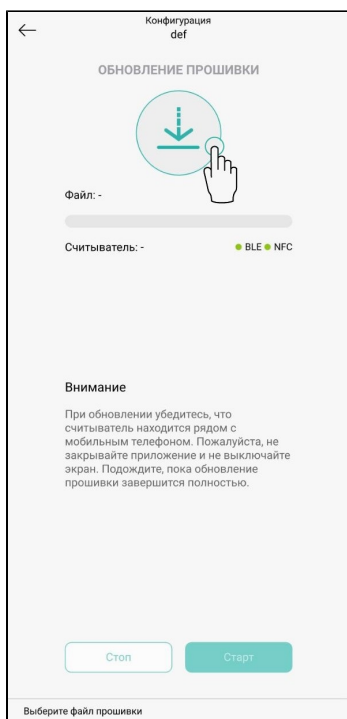 Конфигурация
def
ОБНОВЛЕНИЕ ПРОШИВКИ
Файл: -
Считыватель: - BLE NFC
Внимание
При обновлении убедитесь, что
считыватель находится рядом с
мобильным телефоном. Пожалуйста, не
закрывайте приложение и не выключайте
экран. Подождите, пока обновление
прошивки завершится полностью.
Стоп Старт
Выберите файл прошивки